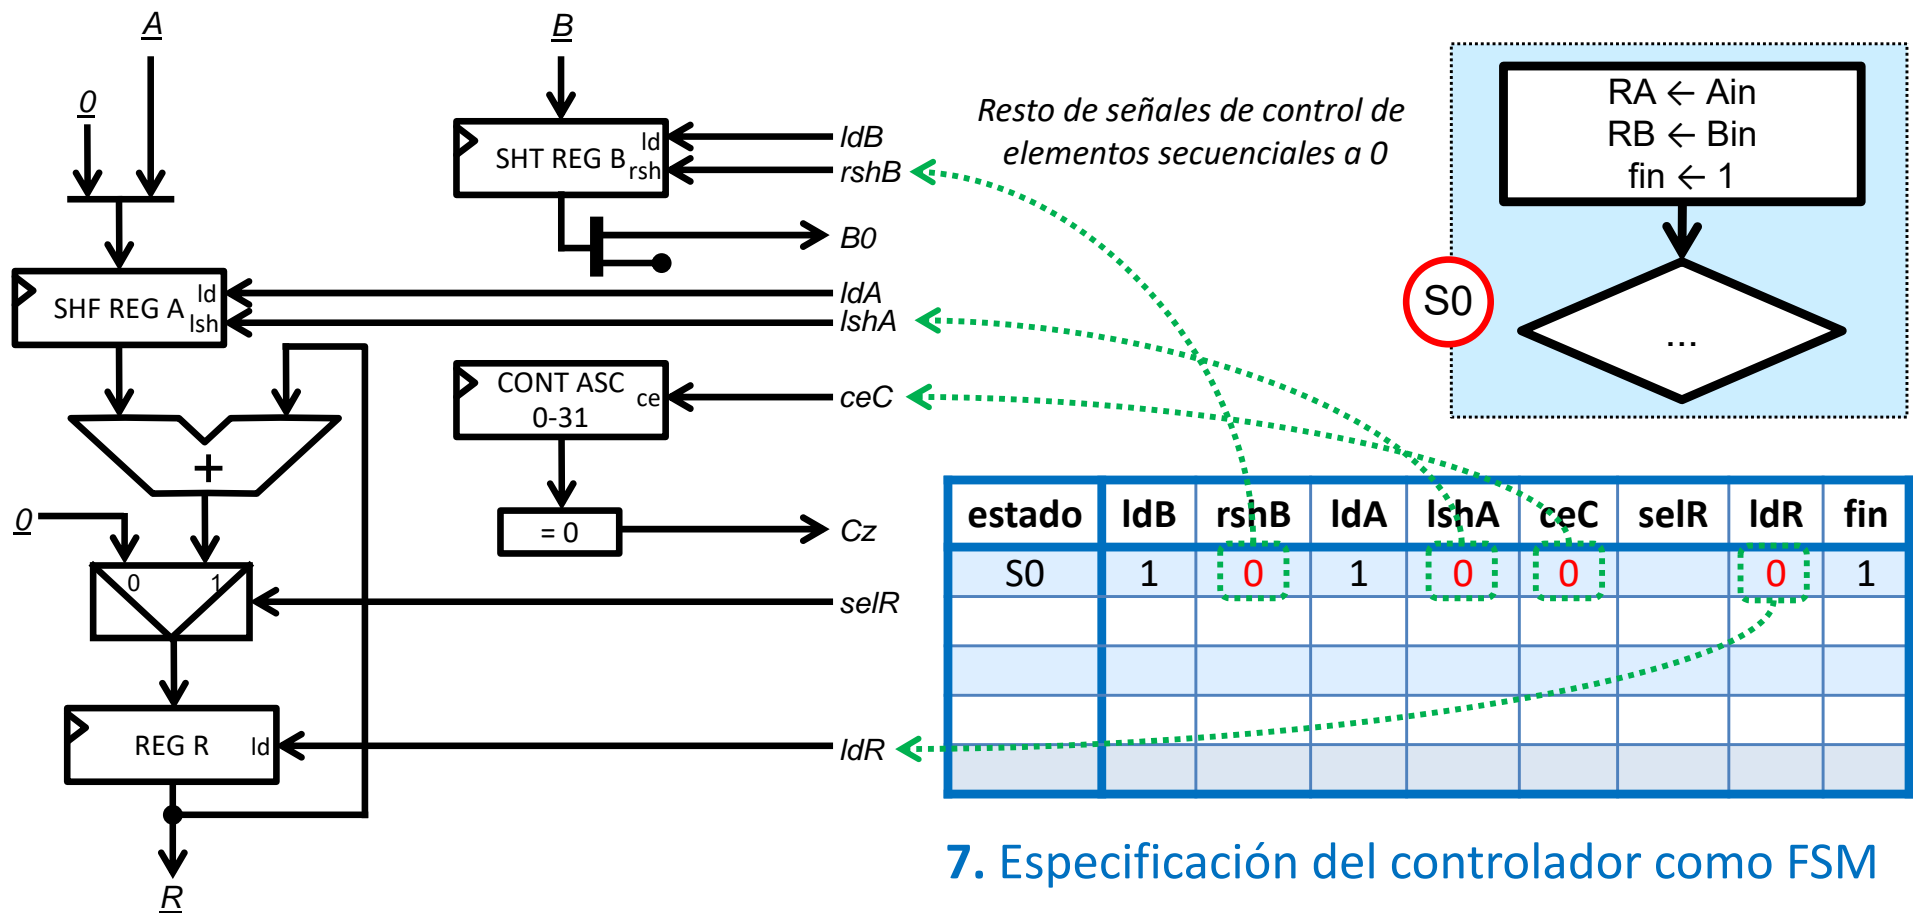 A
B
0
ld
SHT REG B
rsh
ldB
rshB
B0
Resto de señales de control de
elementos secuenciales a 0
RA ← Ain
RB ← Bin
fin ← 1
S0
...
SHF REG A
ld
lsh
ldA
lshA
CONT ASC
0-31
ce
ceC
+
= 0
Cz
0
0
1
selR
REG R
ld
ldR
R
estado ldB rshB ldA lshA ceC selR ldR fin
S0 1 0 1 0 0 0 1
7. Especificación del controlador como FSM